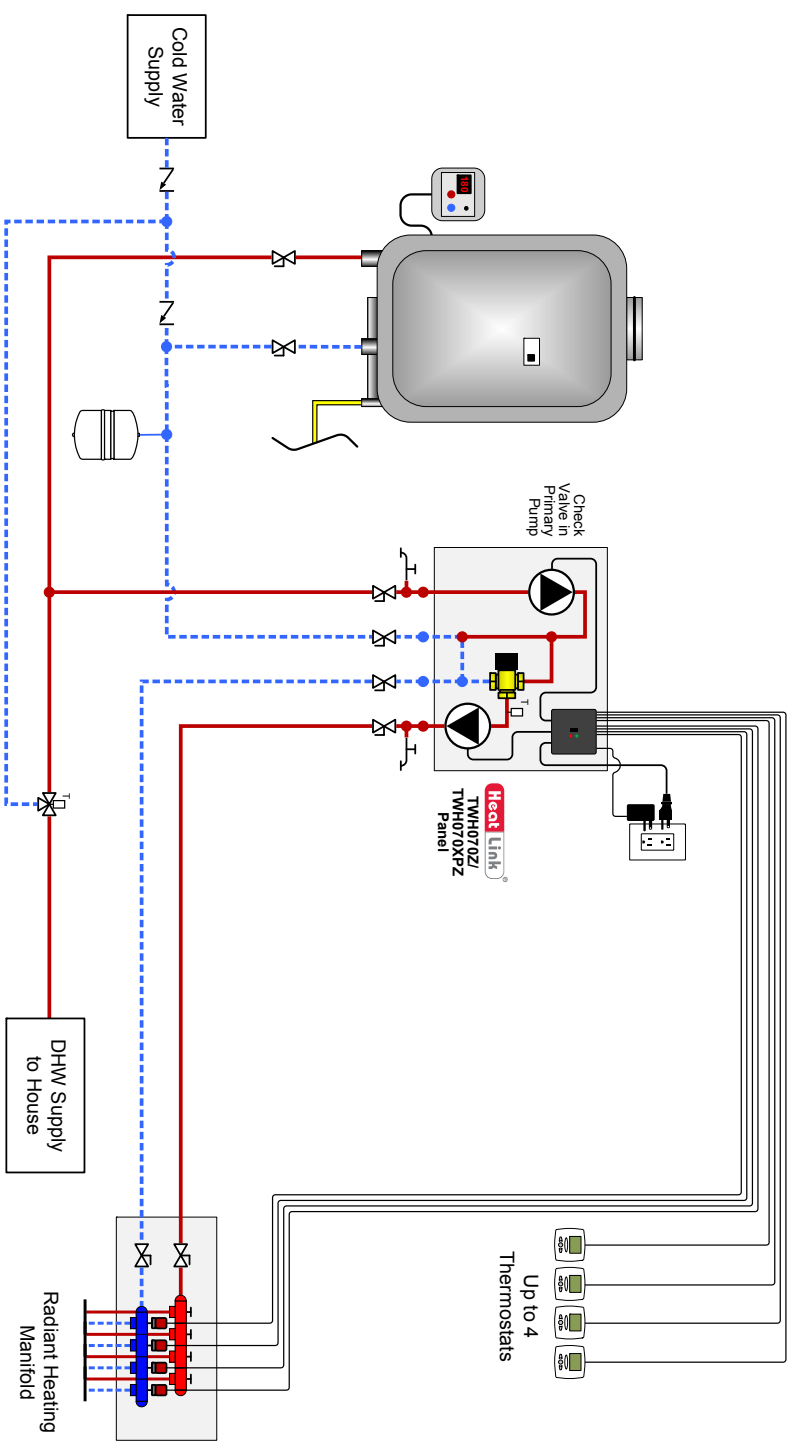 Cold Water
Supply
180
Check
Valve in
Primary
Pump
T
Heat Link®
TWH070Z/
TWH070XPZ
Panel
T
DHW Supply
to House
Up to 4
Thermostats
Radiant Heating
Manifold